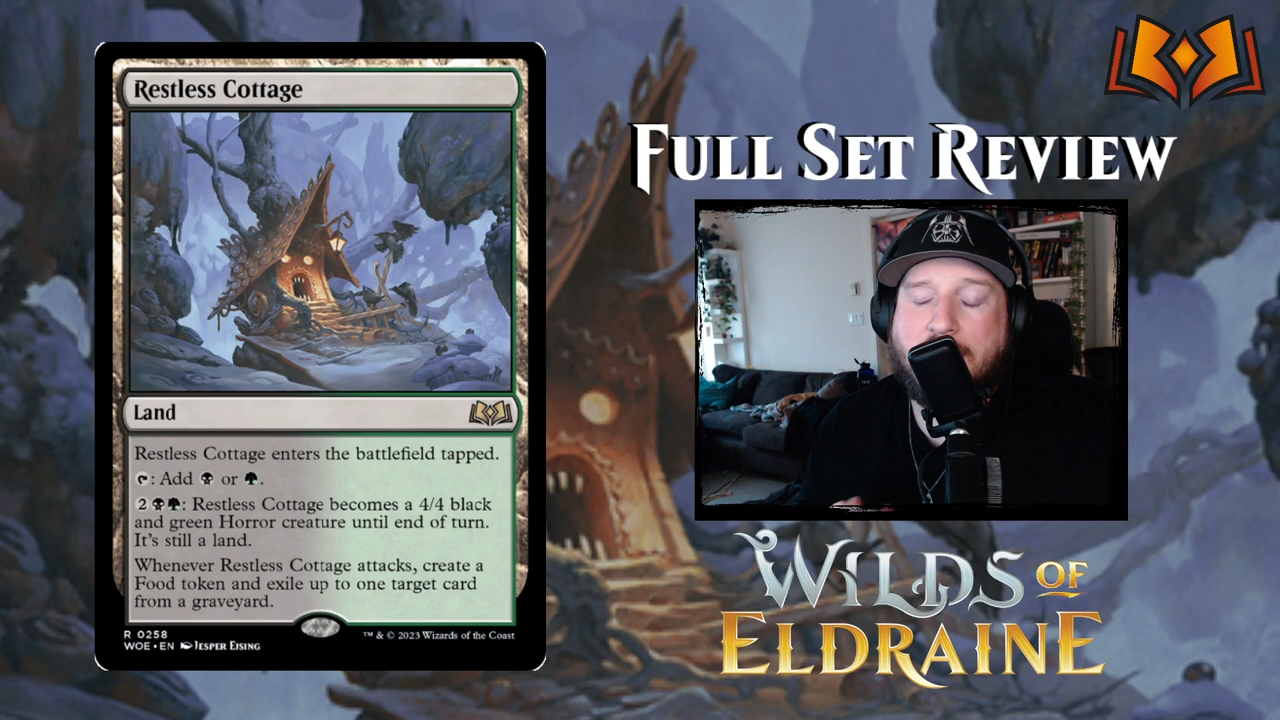 Restless Cottage
Land
Restless Cottage enters the battlefield tapped.
: Add or .
2 : Restless Cottage becomes a 4/4 black
and green Horror creature until end of turn.
It's still a land.
Whenever Restless Cottage attacks, create a
Food token and exile up to one target card
from a graveyard.
R 0258
WOE • EN JESPER EJSING
™ & © 2023 Wizards of the Coast
FULL SET REVIEW
WILDS OF
ELDRAINE